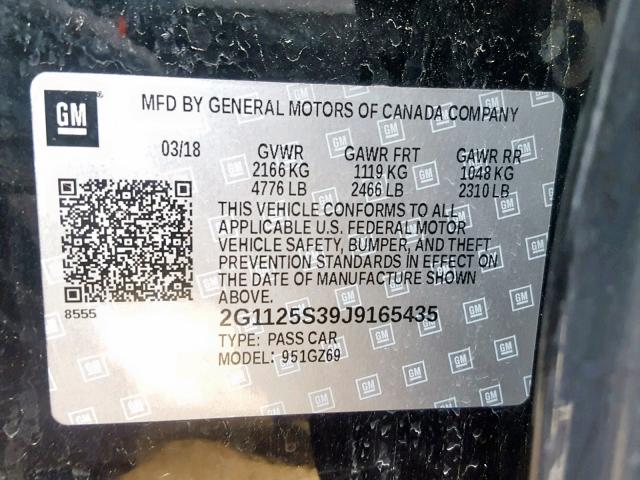 GM ®
MFD BY GENERAL MOTORS OF CANADA COMPANY
03/18 GVWR GAWR FRT GAWR RR
2166 KG 1119 KG 1048 KG
4776 LB 2466 LB 2310 LB
THIS VEHICLE CONFORMS TO ALL
APPLICABLE U.S. FEDERAL MOTOR
VEHICLE SAFETY, BUMPER, AND THEFT
PREVENTION STANDARDS IN EFFECT ON
THE DATE OF MANUFACTURE SHOWN
ABOVE.
8555
2G1125S39J9165435
TYPE: PASS CAR
MODEL: 951GZ69